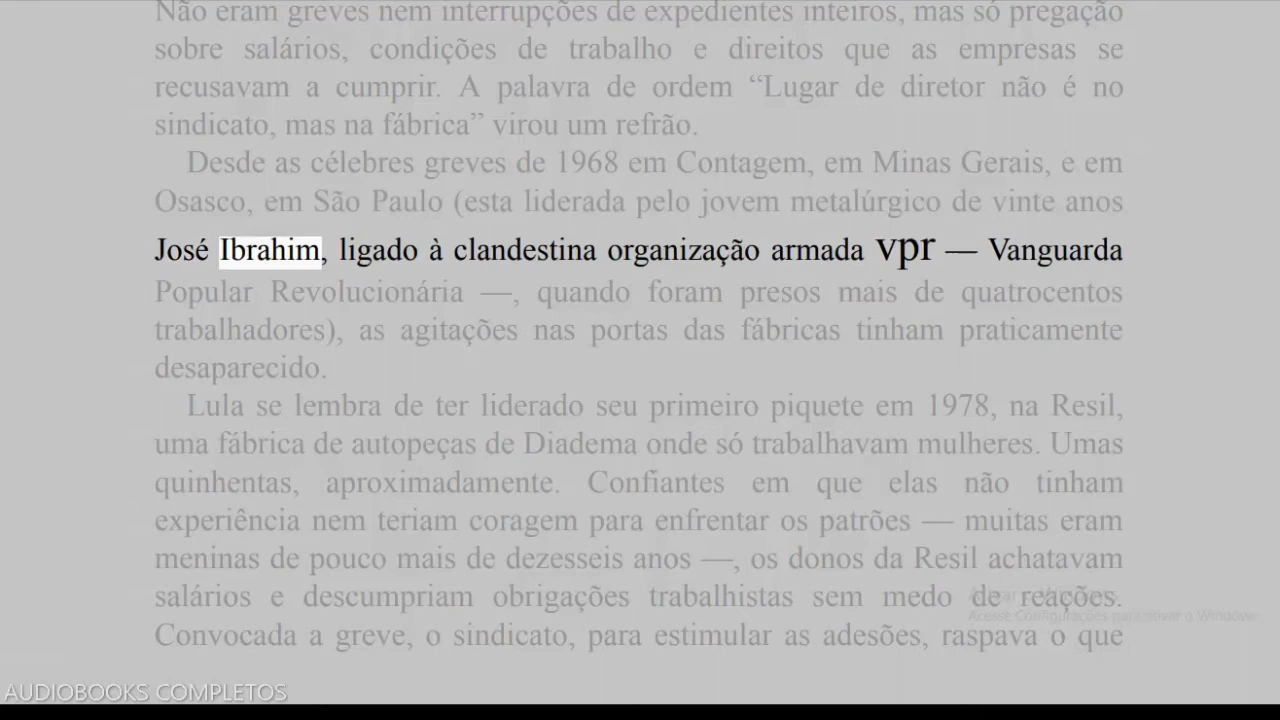 Não eram greves nem interrupções de expedientes inteiros, mas só pregação
sobre salários, condições de trabalho e direitos que as empresas se
recusavam a cumprir. A palavra de ordem “Lugar de diretor não é no
sindicato, mas na fábrica” virou um refrão.
Desde as célebres greves de 1968 em Contagem, em Minas Gerais, e em
Osasco, em São Paulo (esta liderada pelo jovem metalúrgico de vinte anos
José Ibrahim, ligado à clandestina organização armada vpr — Vanguarda
Popular Revolucionária —, quando foram presos mais de quatrocentos
trabalhadores), as agitações nas portas das fábricas tinham praticamente
desaparecido.
Lula se lembra de ter liderado seu primeiro piquete em 1978, na Resil,
uma fábrica de autopeças de Diadema onde só trabalhavam mulheres. Umas
quinhentas, aproximadamente. Confiantes em que elas não tinham
experiência nem teriam coragem para enfrentar os patrões — muitas eram
meninas de pouco mais de dezesseis anos —, os donos da Resil achatavam
salários e descumpriam obrigações trabalhistas sem medo de reações.
Convocada a greve, o sindicato, para estimular as adesões, raspava o que
Acesse Configurações para ativar o Windows.
AUDIOBOOKS COMPLETOS